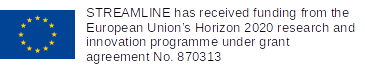 STREAMLINE has received funding from the
European Union's Horizon 2020 research and
innovation programme under grant
agreement No. 870313